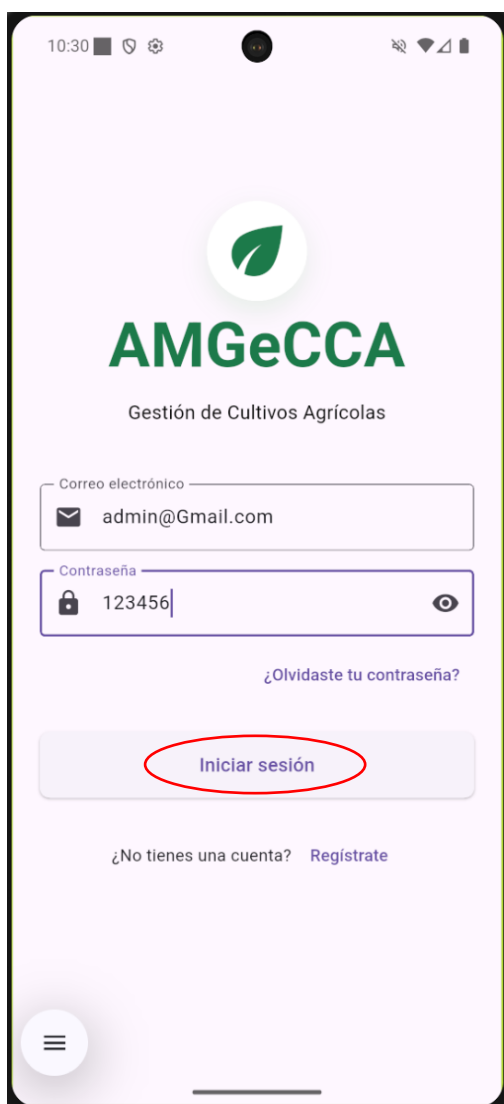 10:30
AMGeCCA
Gestión de Cultivos Agrícolas
Correo electrónico
admin@Gmail.com
Contraseña
123456
¿Olvidaste tu contraseña?
Iniciar sesión
¿No tienes una cuenta? Regístrate